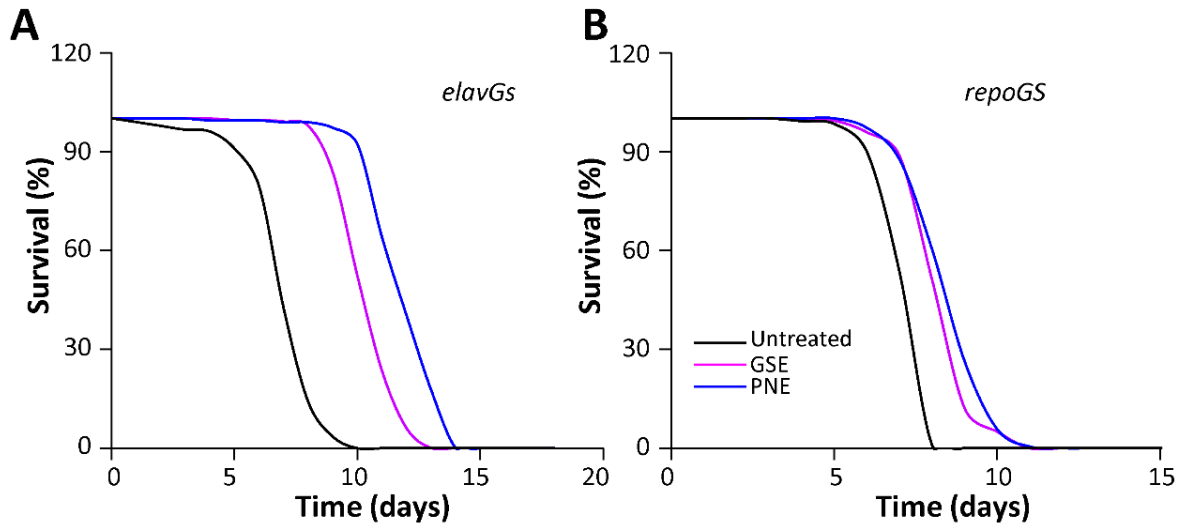 A
elavGs
120
90
60
30
0
Survival (%)
0 5 10 15 20
Time (days)
B
repoGS
120
90
60
30
0
Survival (%)
Untreated
GSE
PNE
0 5 10 15
Time (days)